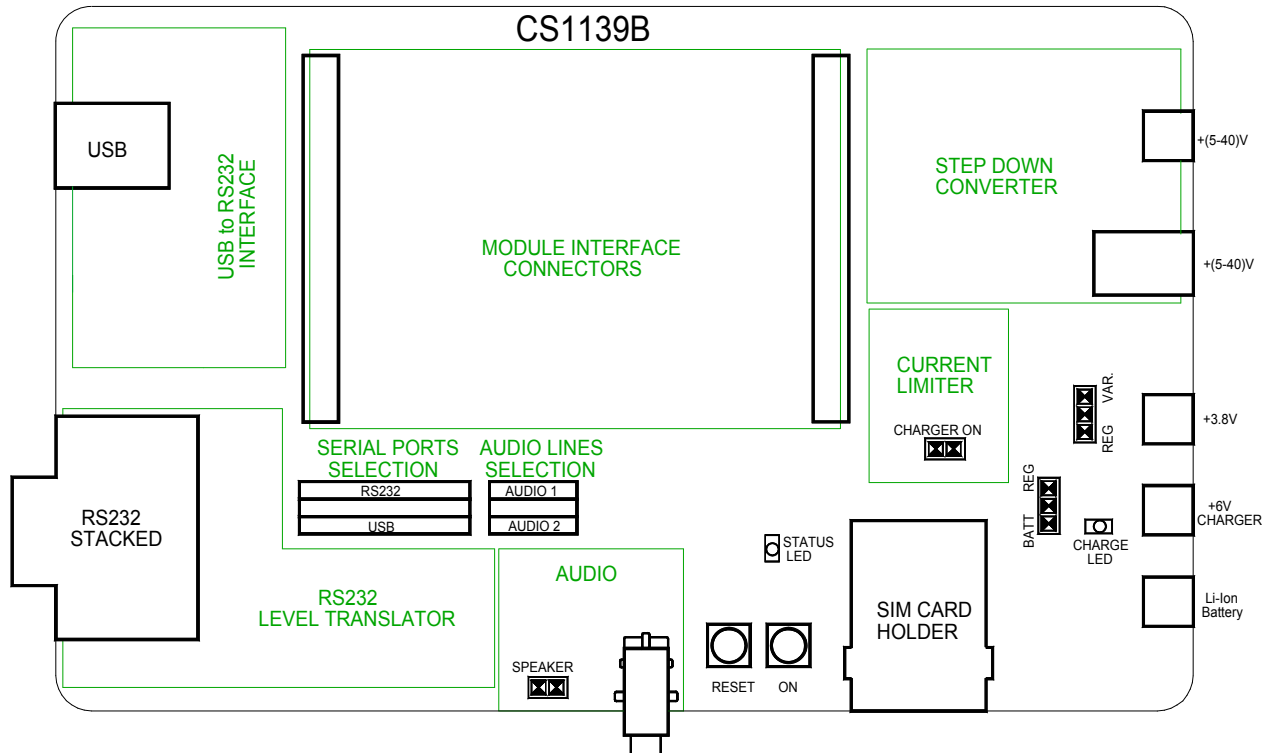 CS1139B
USB
USB to RS232
INTERFACE
MODULE INTERFACE
CONNECTORS
STEP DOWN
CONVERTER
+(5-40)V
+(5-40)V
CURRENT
LIMITER
CHARGER ON
VAR.
REG
+3.8V
SERIAL PORTS
SELECTION
RS232
USB
AUDIO LINES
SELECTION
AUDIO 1
AUDIO 2
REG
BATT
+6V
CHARGER
CHARGE
LED
RS232
STACKED
STATUS
LED
AUDIO
RS232
LEVEL TRANSLATOR
SIM CARD
HOLDER
Li-Ion
Battery
SPEAKER
RESET
ON